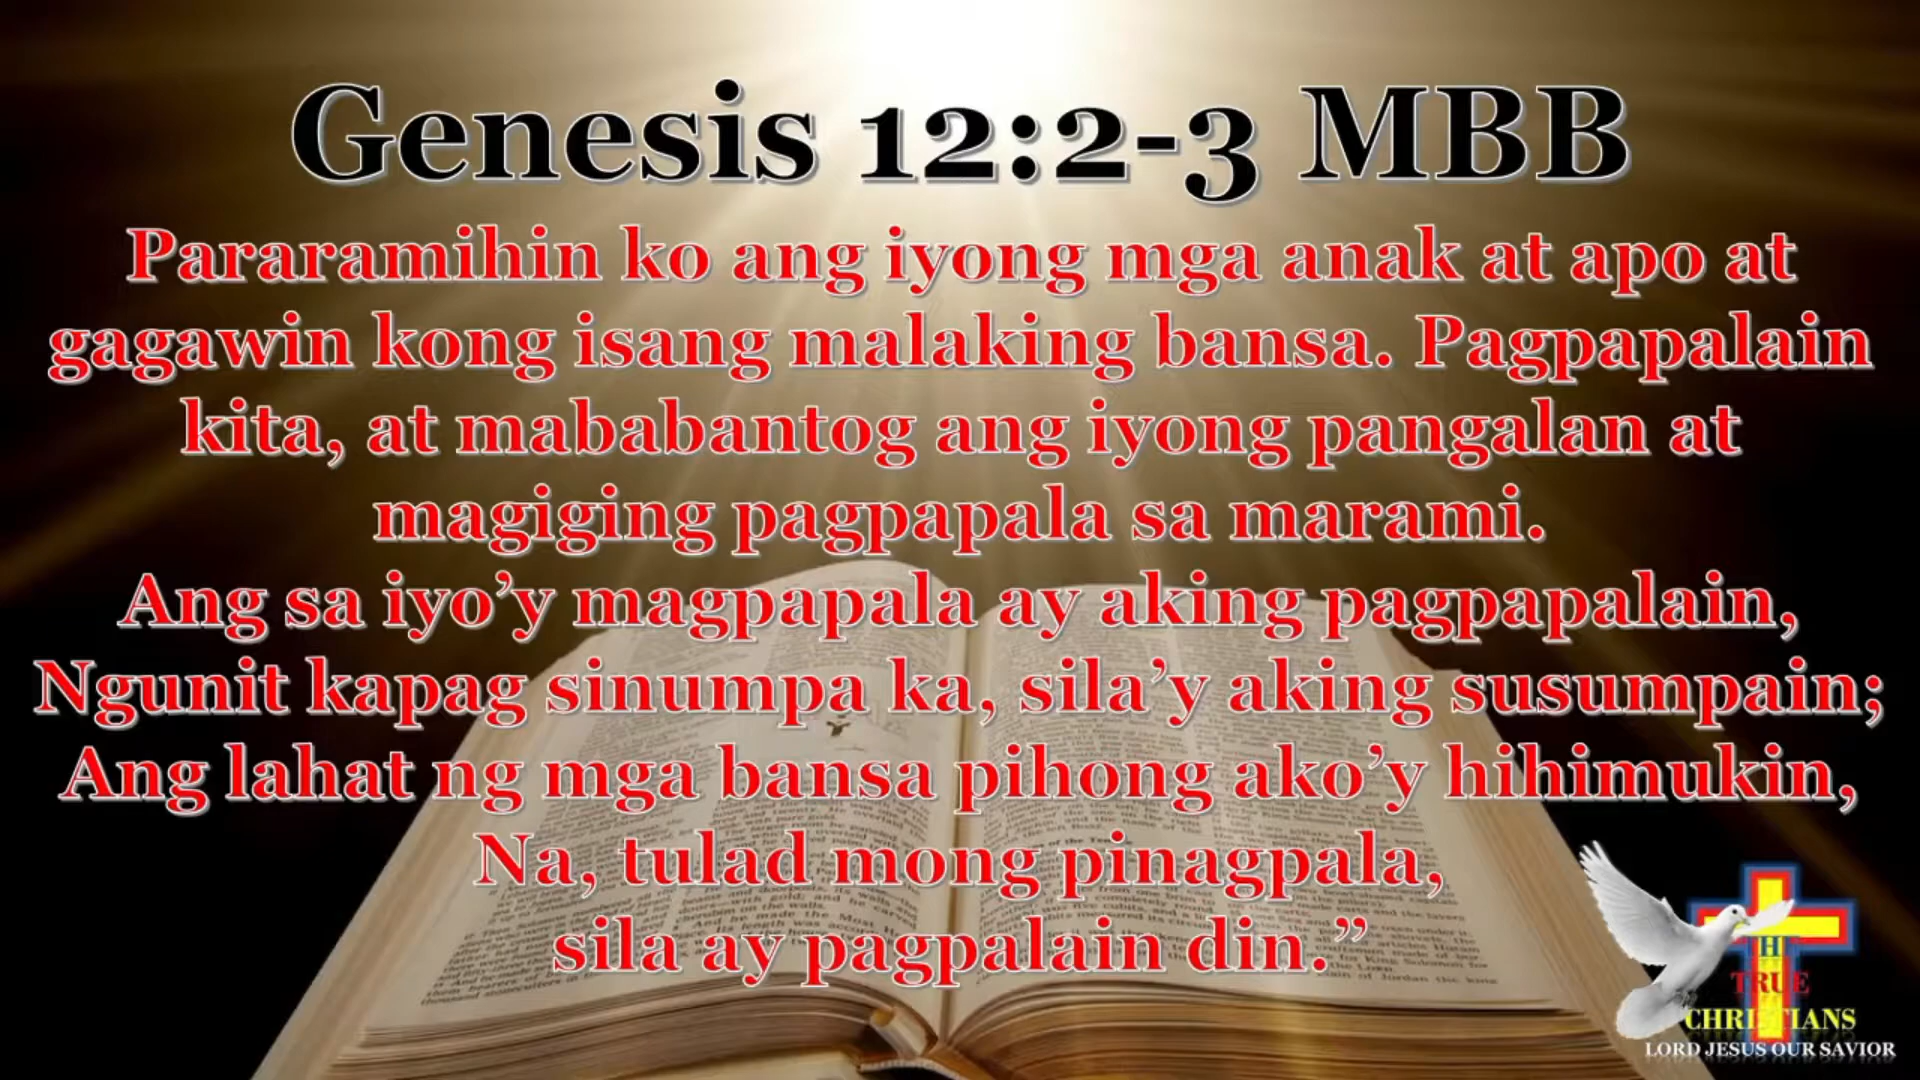 Genesis 12:2-3 MBB
Pararamihin ko ang iyong mga anak at apo at
gagawin kong isang malaking bansa. Pagpapalain
kita, at mababantog ang iyong pangalan at
magiging pagpapala sa marami.
Ang sa iyo’y magpapala ay aking pagpapalain,
Ngunit kapag sinumpa ka, sila’y aking susumpain;
Ang lahat ng mga bansa pihong ako’y hihimukin,
Na, tulad mong pinagpala,
sila ay pagpalain din.”
THE
TRUE
CHRISTIANS
LORD JESUS OUR SAVIOR